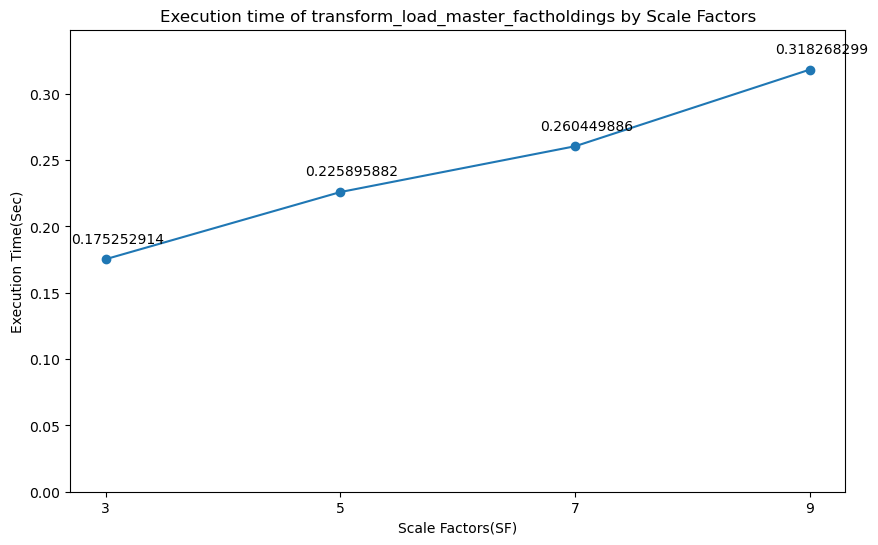 Execution time of transform_load_master_factholdings by Scale Factors
0.318268299
0.30
0.260449886
0.25
0.225895882
0.20
0.175252914
0.15
0.10
0.05
0.00
Execution Time(Sec)
3 5 7 9
Scale Factors(SF)